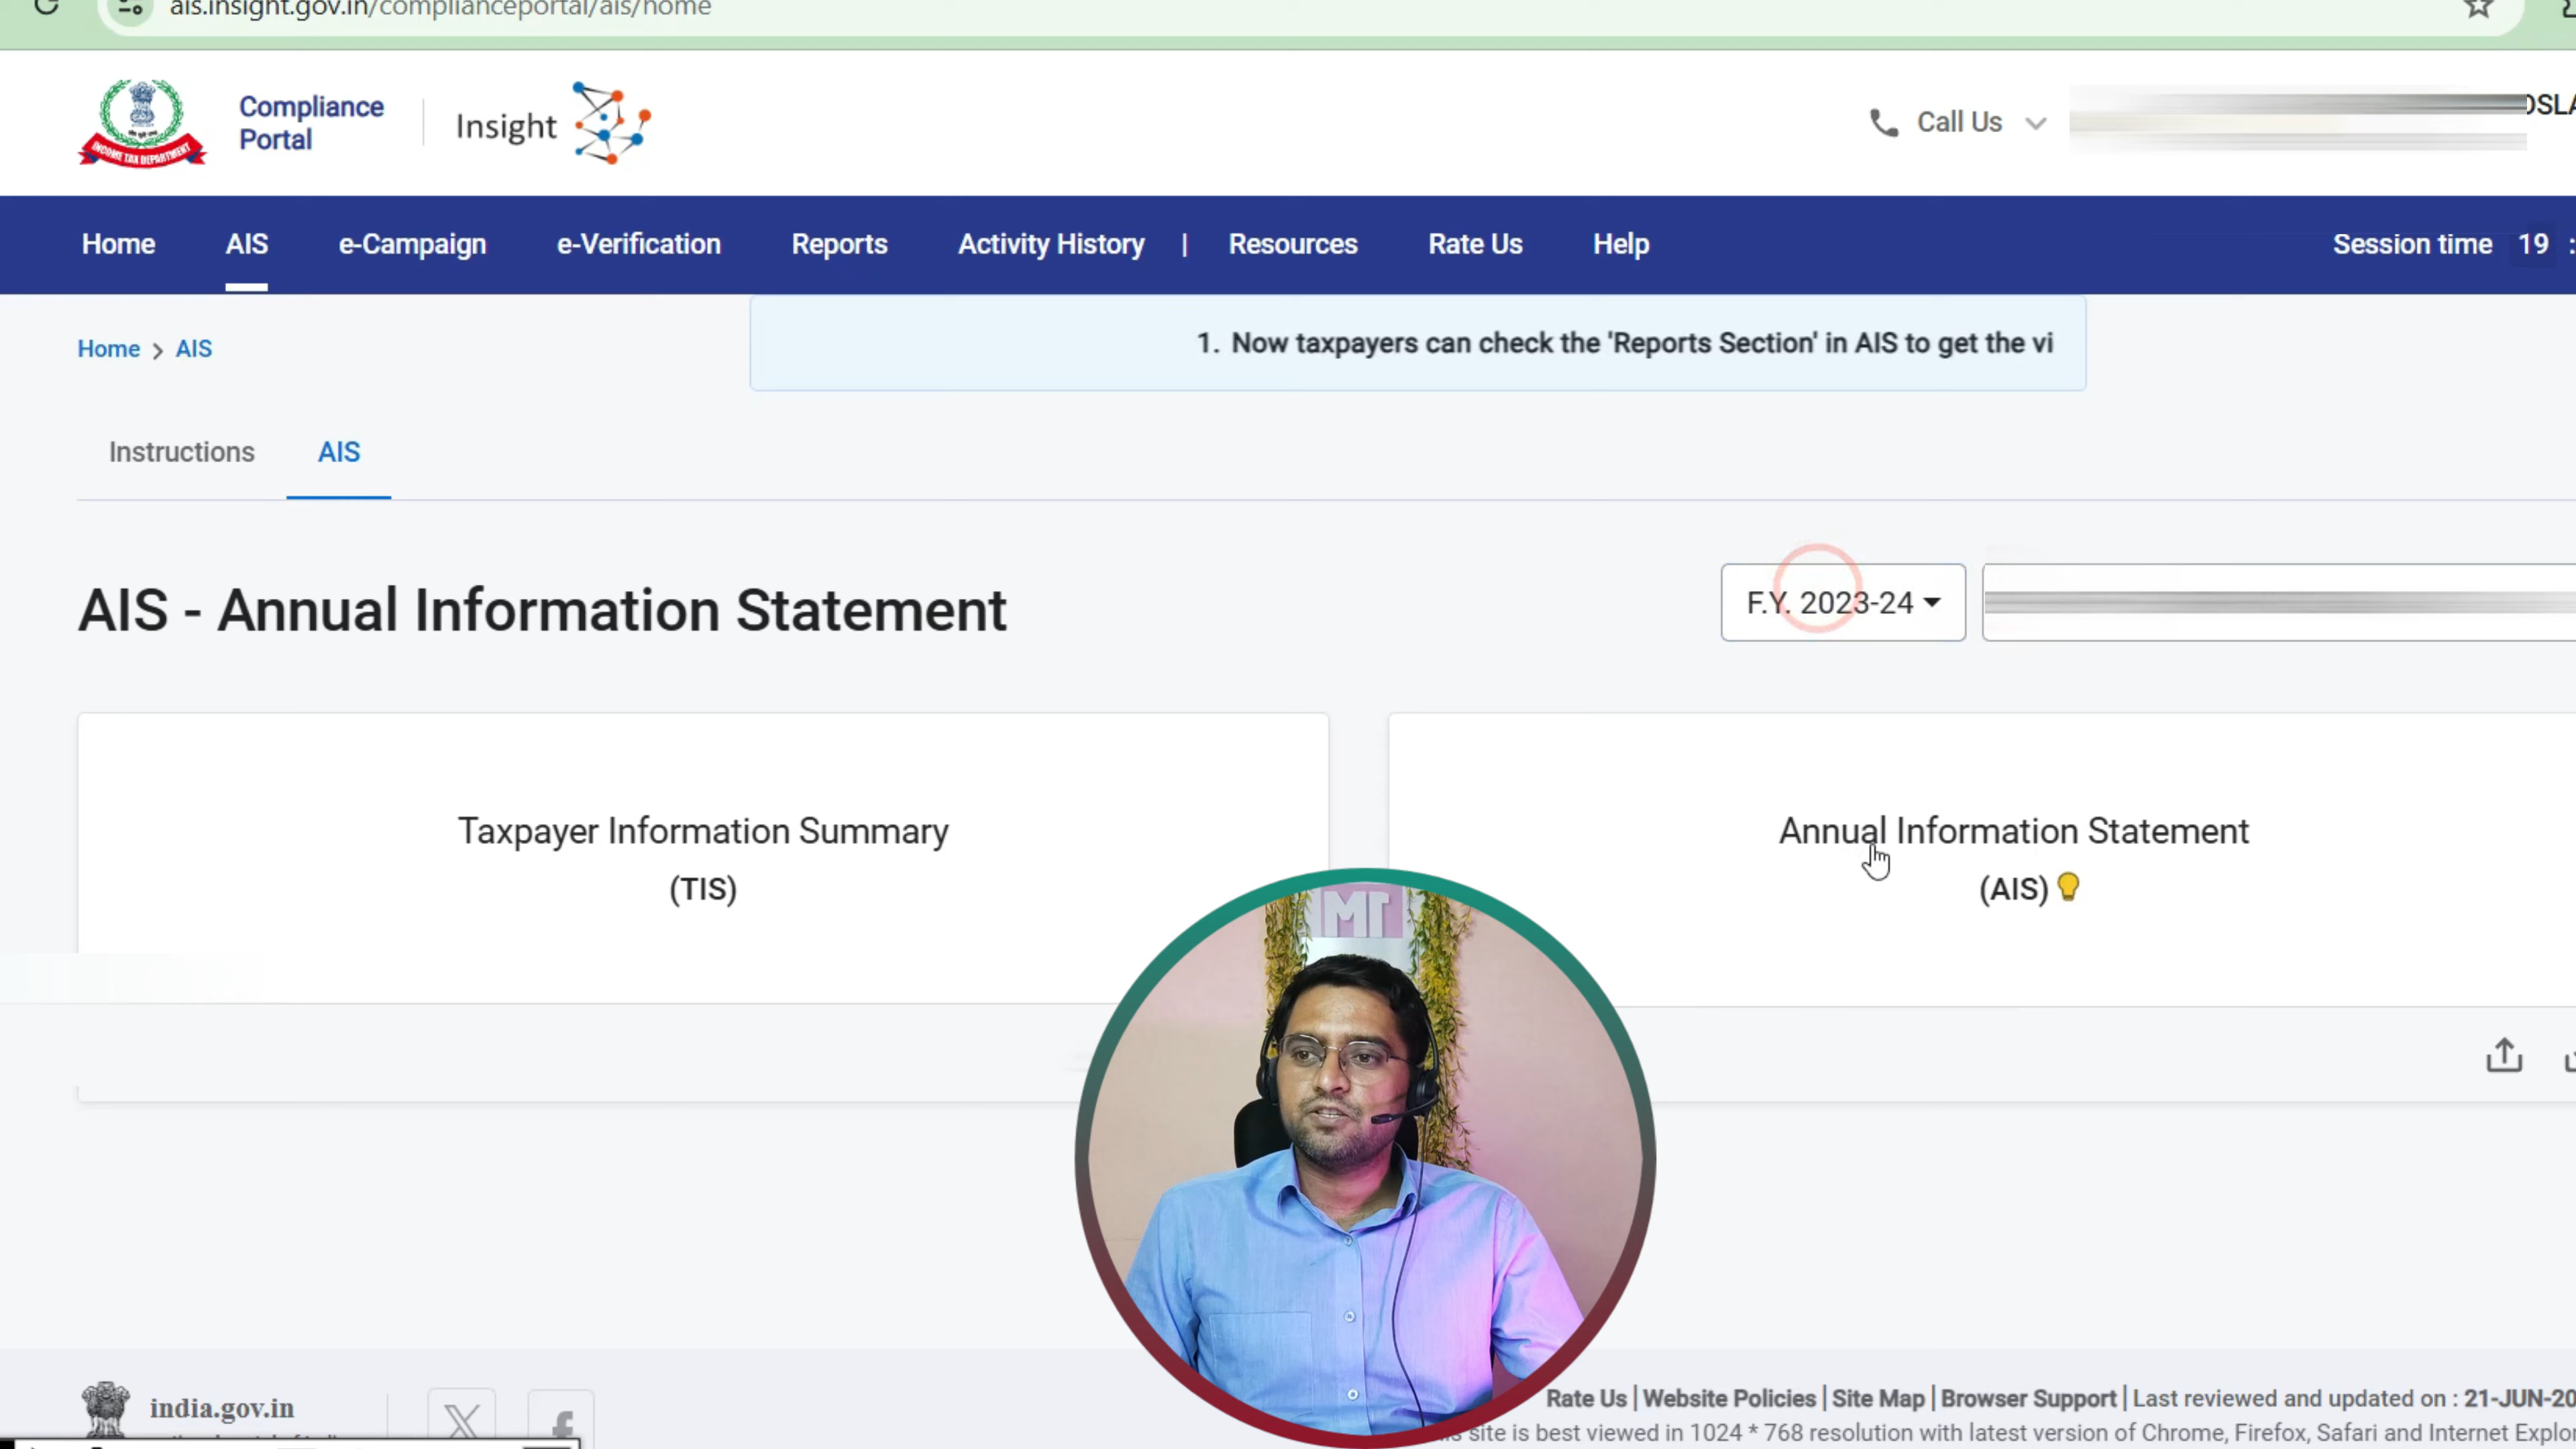 ais.insight.gov.in/complianceportal/ais/home
Compliance
Portal
Insight
INCOME TAX DEPARTMENT
Call Us
Home AIS e-Campaign e-Verification Reports Activity History | Resources Rate Us Help
Session time 19 :
Home > AIS
1. Now taxpayers can check the 'Reports Section' in AIS to get the vi
Instructions AIS
AIS - Annual Information Statement
F.Y. 2023-24
Taxpayer Information Summary
(TIS)
Annual Information Statement
(AIS)
india.gov.in
Rate Us | Website Policies | Site Map | Browser Support | Last reviewed and updated on : 21-JUN-20
site is best viewed in 1024 * 768 resolution with latest version of Chrome, Firefox, Safari and Internet Explo